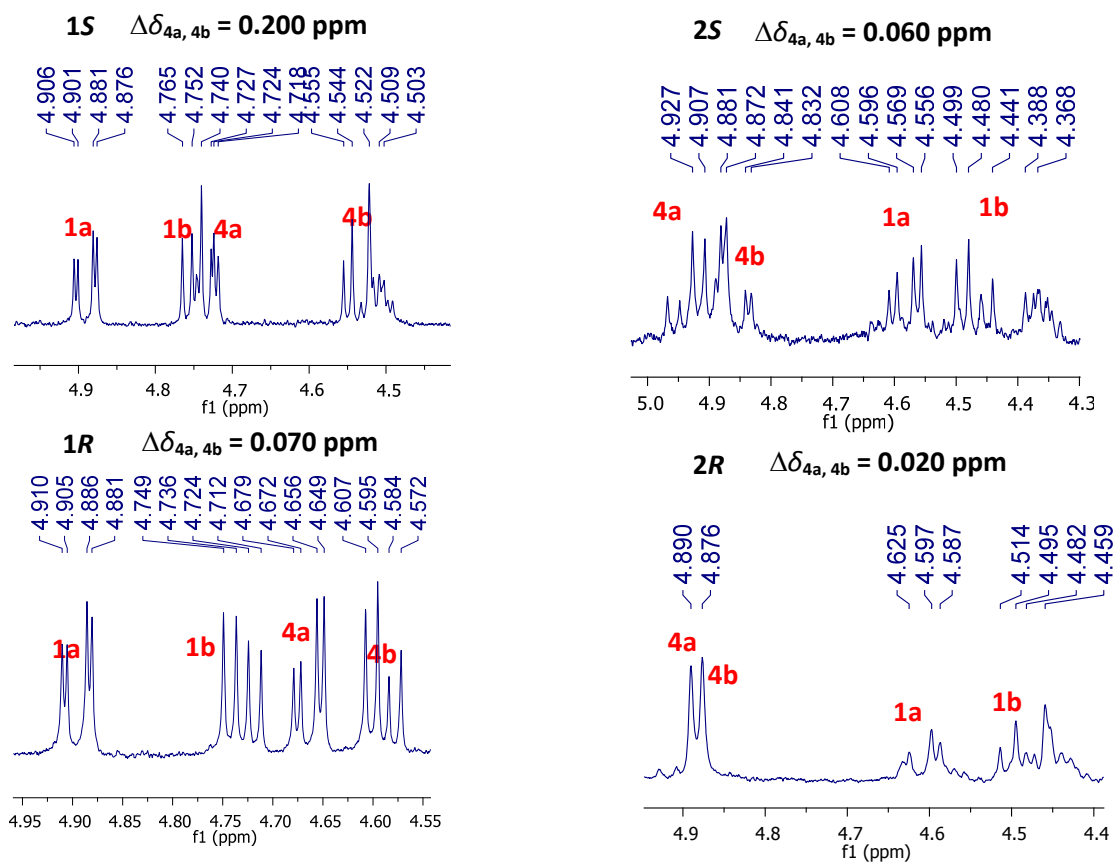 1S Δδ4a, 4b = 0.200 ppm
4.906 4.901 4.881 4.876 4.765 4.752 4.740 4.727 4.724 4.718 4.555 4.544 4.522 4.509 4.503
1a 1b 4a 4b
4.9 4.8 4.7 4.6 4.5
f1 (ppm)
2S Δδ4a, 4b = 0.060 ppm
4.927 4.907 4.881 4.872 4.841 4.832 4.608 4.596 4.569 4.556 4.499 4.480 4.441 4.388 4.368
4a 4b 1a 1b
5.0 4.9 4.8 4.7 4.6 4.5 4.4 4.3
f1 (ppm)
1R Δδ4a, 4b = 0.070 ppm
4.910 4.905 4.886 4.881 4.749 4.736 4.724 4.712 4.679 4.672 4.656 4.649 4.607 4.595 4.584 4.572
1a 1b 4a 4b
4.95 4.90 4.85 4.80 4.75 4.70 4.65 4.60 4.55
f1 (ppm)
2R Δδ4a, 4b = 0.020 ppm
4.890 4.876 4.625 4.597 4.587 4.514 4.495 4.482 4.459
4a 4b 1a 1b
4.9 4.8 4.7 4.6 4.5 4.4
f1 (ppm)